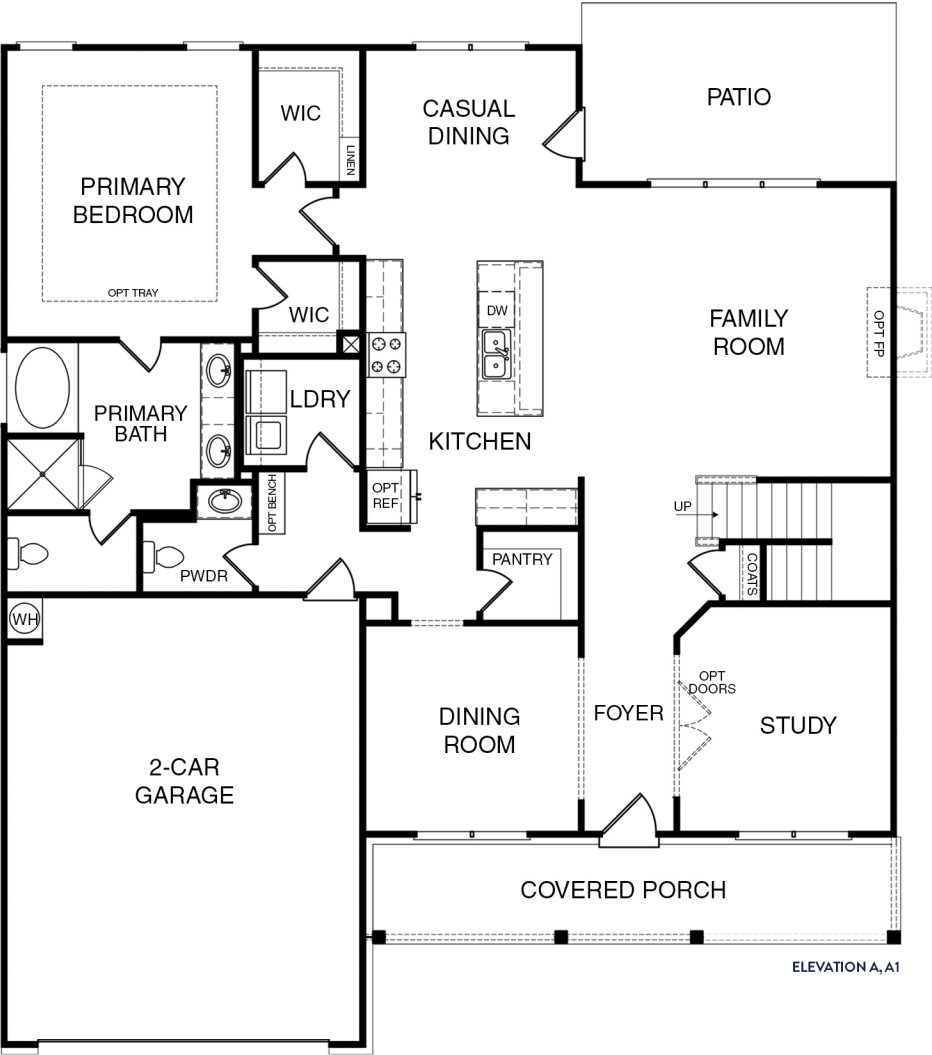 PATIO
CASUAL
DINING
WIC
LINEN
PRIMARY
BEDROOM
OPT TRAY
WIC
DW
FAMILY
ROOM
OPT FP
LDRY
PRIMARY
BATH
KITCHEN
OPT
REF
OPT BENCH
UP
PANTRY
COATS
PWDR
WH
OPT
DOORS
DINING
ROOM
FOYER
STUDY
2-CAR
GARAGE
COVERED PORCH
ELEVATION A, A1